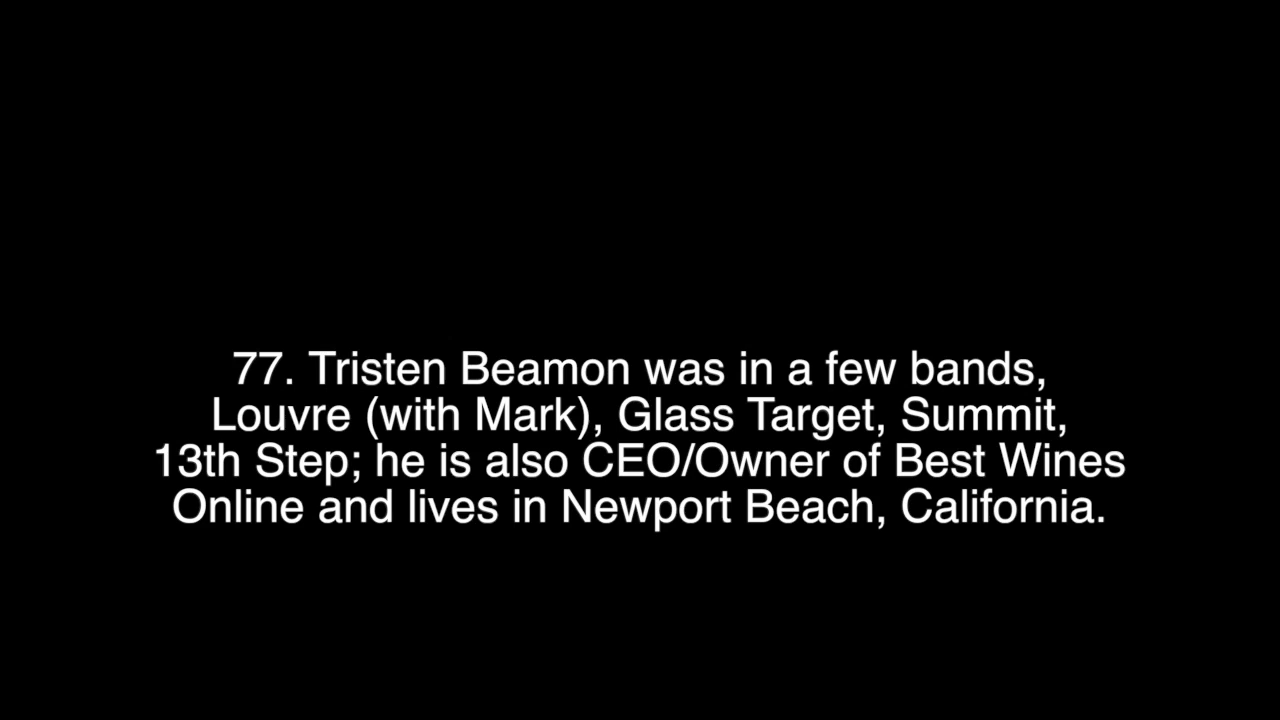 77. Tristen Beamon was in a few bands,
Louvre (with Mark), Glass Target, Summit,
13th Step; he is also CEO/Owner of Best Wines
Online and lives in Newport Beach, California.